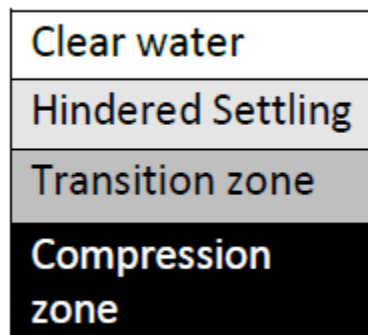 Clear water
Hindered Settling
Transition zone
Compression
zone